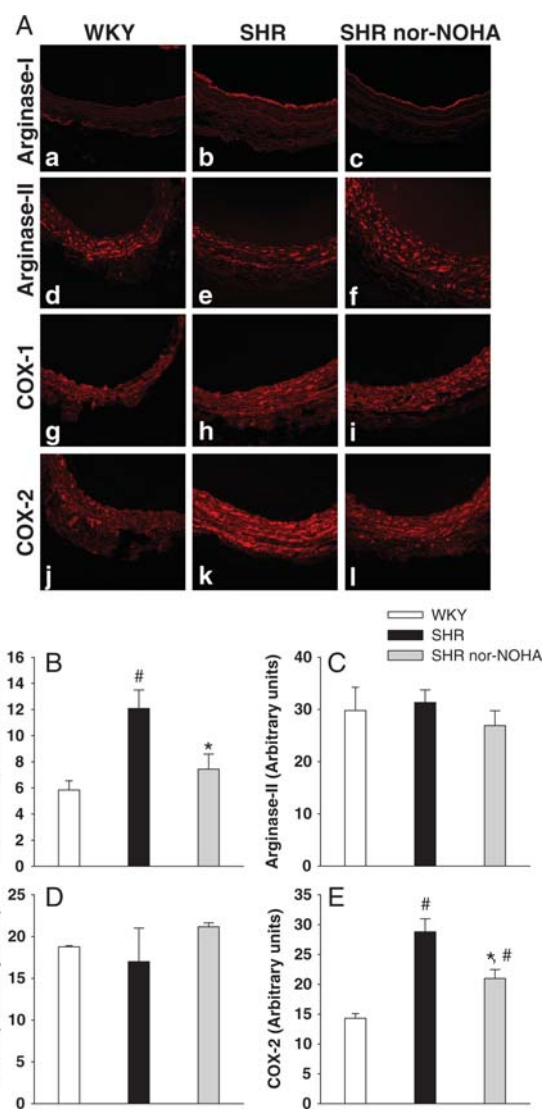 A
WKY SHR SHR nor-NOHA
Arginase-I
a b c
Arginase-II
d e f
COX-1
g h i
COX-2
j k l
WKY
SHR
SHR nor-NOHA
B
16
14
12
10
8
6
4
2
0
#
*
C
Arginase-II (Arbitrary units)
40
30
20
10
0
D
25
20
15
10
5
0
E
COX-2 (Arbitrary units)
35
30
25
20
15
10
5
0
#
*, #